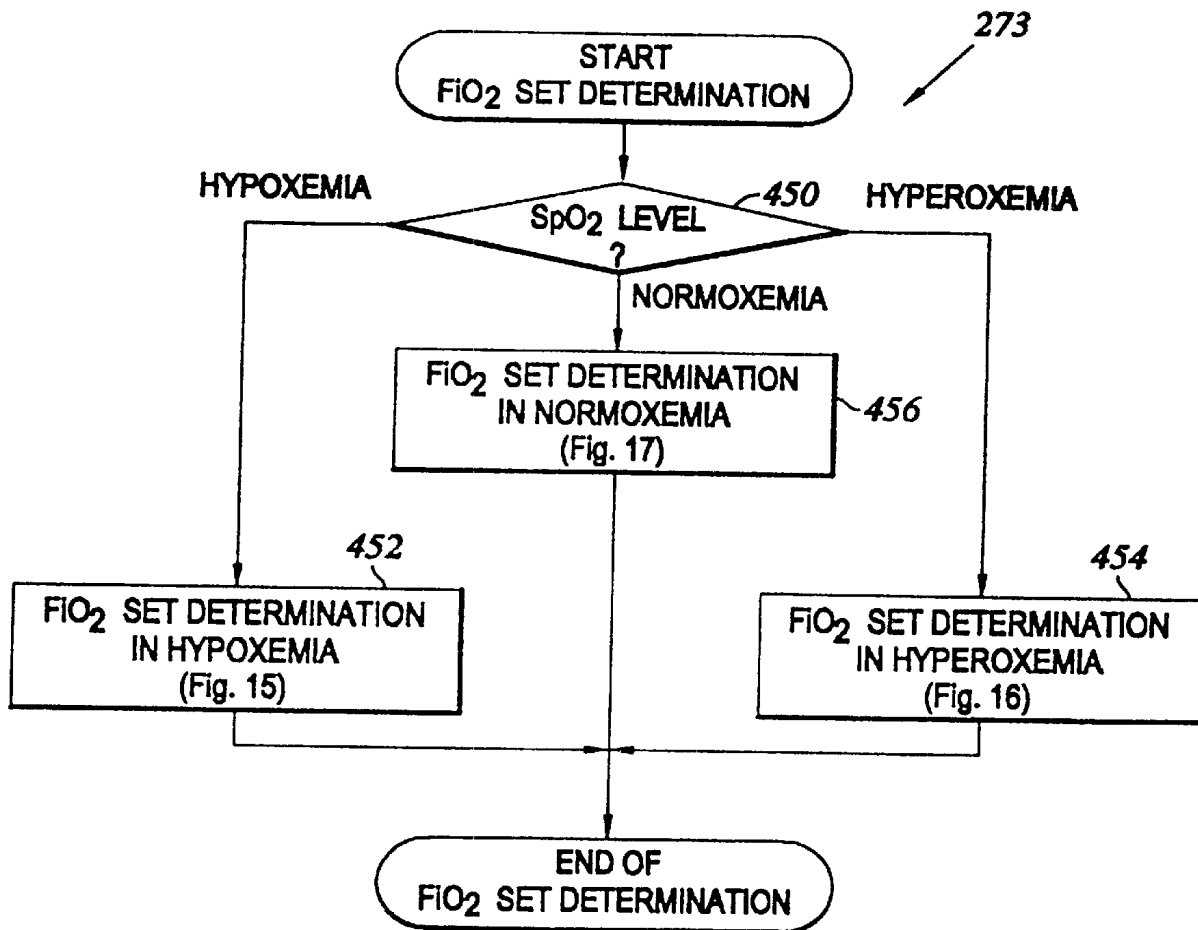 273
START
FiO₂ SET DETERMINATION
HYPOXEMIA
450
HYPEROXEMIA
SpO₂ LEVEL
?
NORMOXEMIA
FiO₂ SET DETERMINATION
IN NORMOXEMIA
(Fig. 17)
456
452
FiO₂ SET DETERMINATION
IN HYPOXEMIA
(Fig. 15)
454
FiO₂ SET DETERMINATION
IN HYPEROXEMIA
(Fig. 16)
END OF
FiO₂ SET DETERMINATION